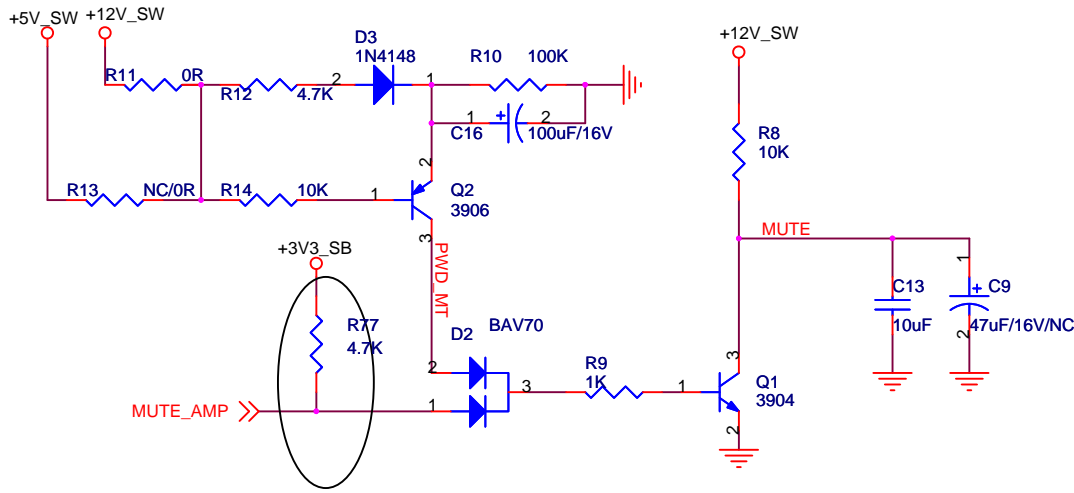 +5V_SW
+12V_SW
+12V_SW
D3
1N4148
R10 100K
R11 0R
R12 4.7K
2
1
1
2
C16 100uF/16V
R8
10K
2
R13 NC/0R
R14 10K
1
Q2
3906
3
MUTE
+3V3_SB
PWD_MT
1
C13
10uF
C9
47uF/16V/NC
2
R77
4.7K
D2 BAV70
2
3
R9
1K
1
3
Q1
3904
2
MUTE_AMP
1